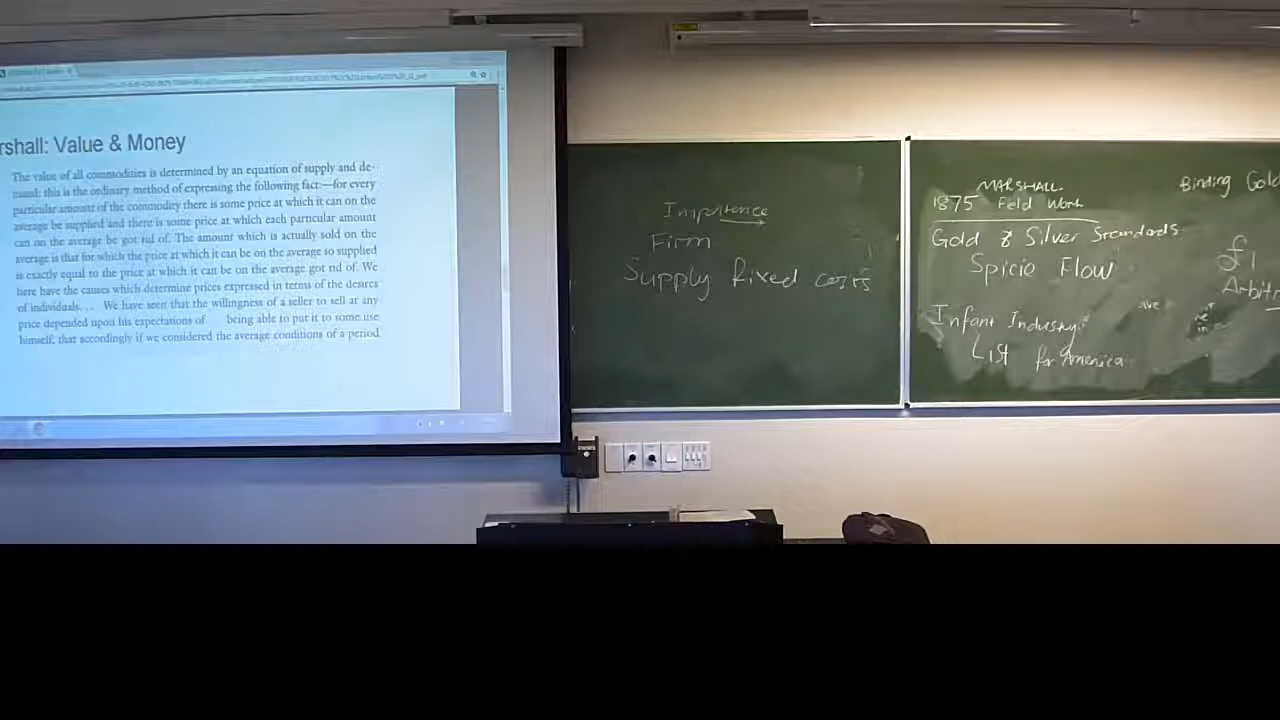 rshall: Value & Money
The value of all commodities is determined by an equation of supply and de-
mand: this is the ordinary method of expressing the following fact:—for every
particular amount of the commodity there is some price at which it can on the
average be supplied and there is some price at which each particular amount
can on the average be got rid of. The amount which is actually sold on the
average is that for which the price at which it can be on the average so supplied
is exactly equal to the price at which it can be on the average got rid of. We
here have the causes which determine prices expressed in terms of the desires
of individuals.... We have seen that the willingness of a seller to sell at any
price depended upon his expectations of being able to put it to some use
himself, that accordingly if we considered the average conditions of a period
Importence
Firm
Supply fixed costs
MARSHALL
1875 Feild Work
Gold & Silver Standards
Spicie Flow
Infant Industry
List for America
Binding Gold
£1
Arbitr